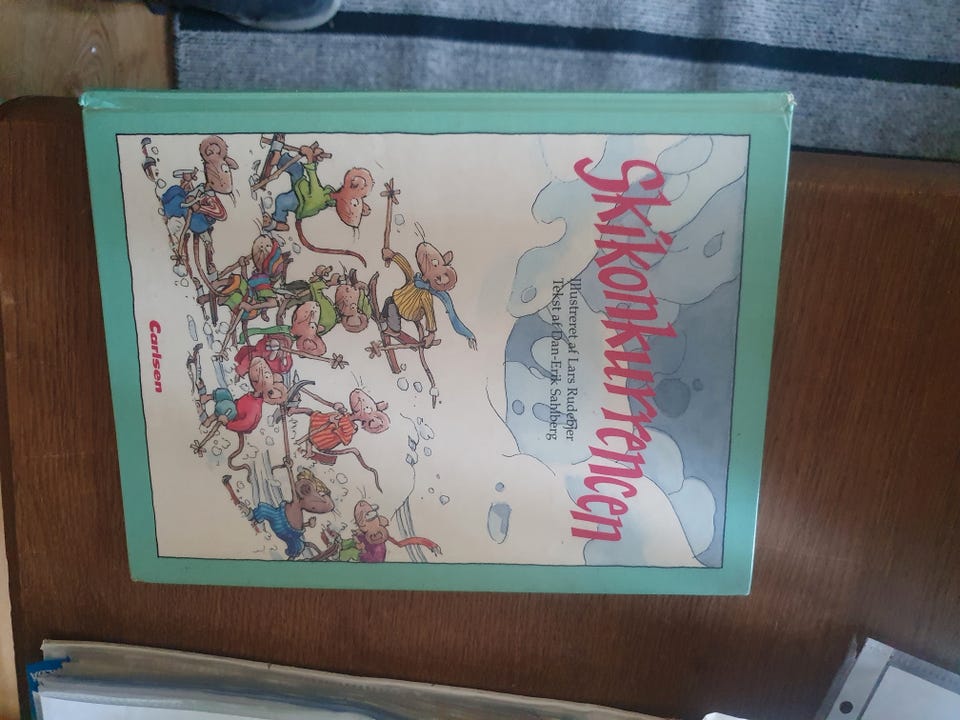 Skikonkurrencen
Illustreret af Lars Rudebjer
Tekst af Dan-Erik Sahlberg
Carlsen